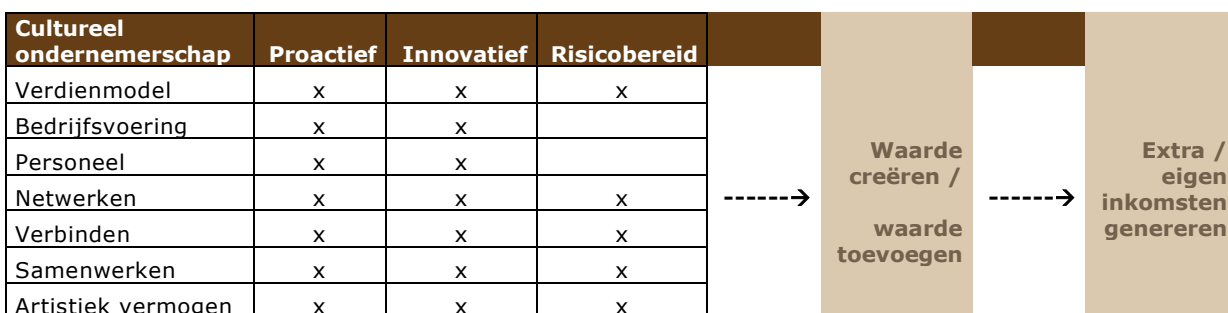 Cultureel
ondernemerschap Proactief Innovatief Risicobereid
Verdienmodel x x x
Bedrijfsvoering x x
Personeel x x
Netwerken x x x
Verbinden x x x
Samenwerken x x x
Artistiek vermogen x x x
------→
Waarde
creëren /
waarde
toevoegen
------→
Extra /
eigen
inkomsten
genereren